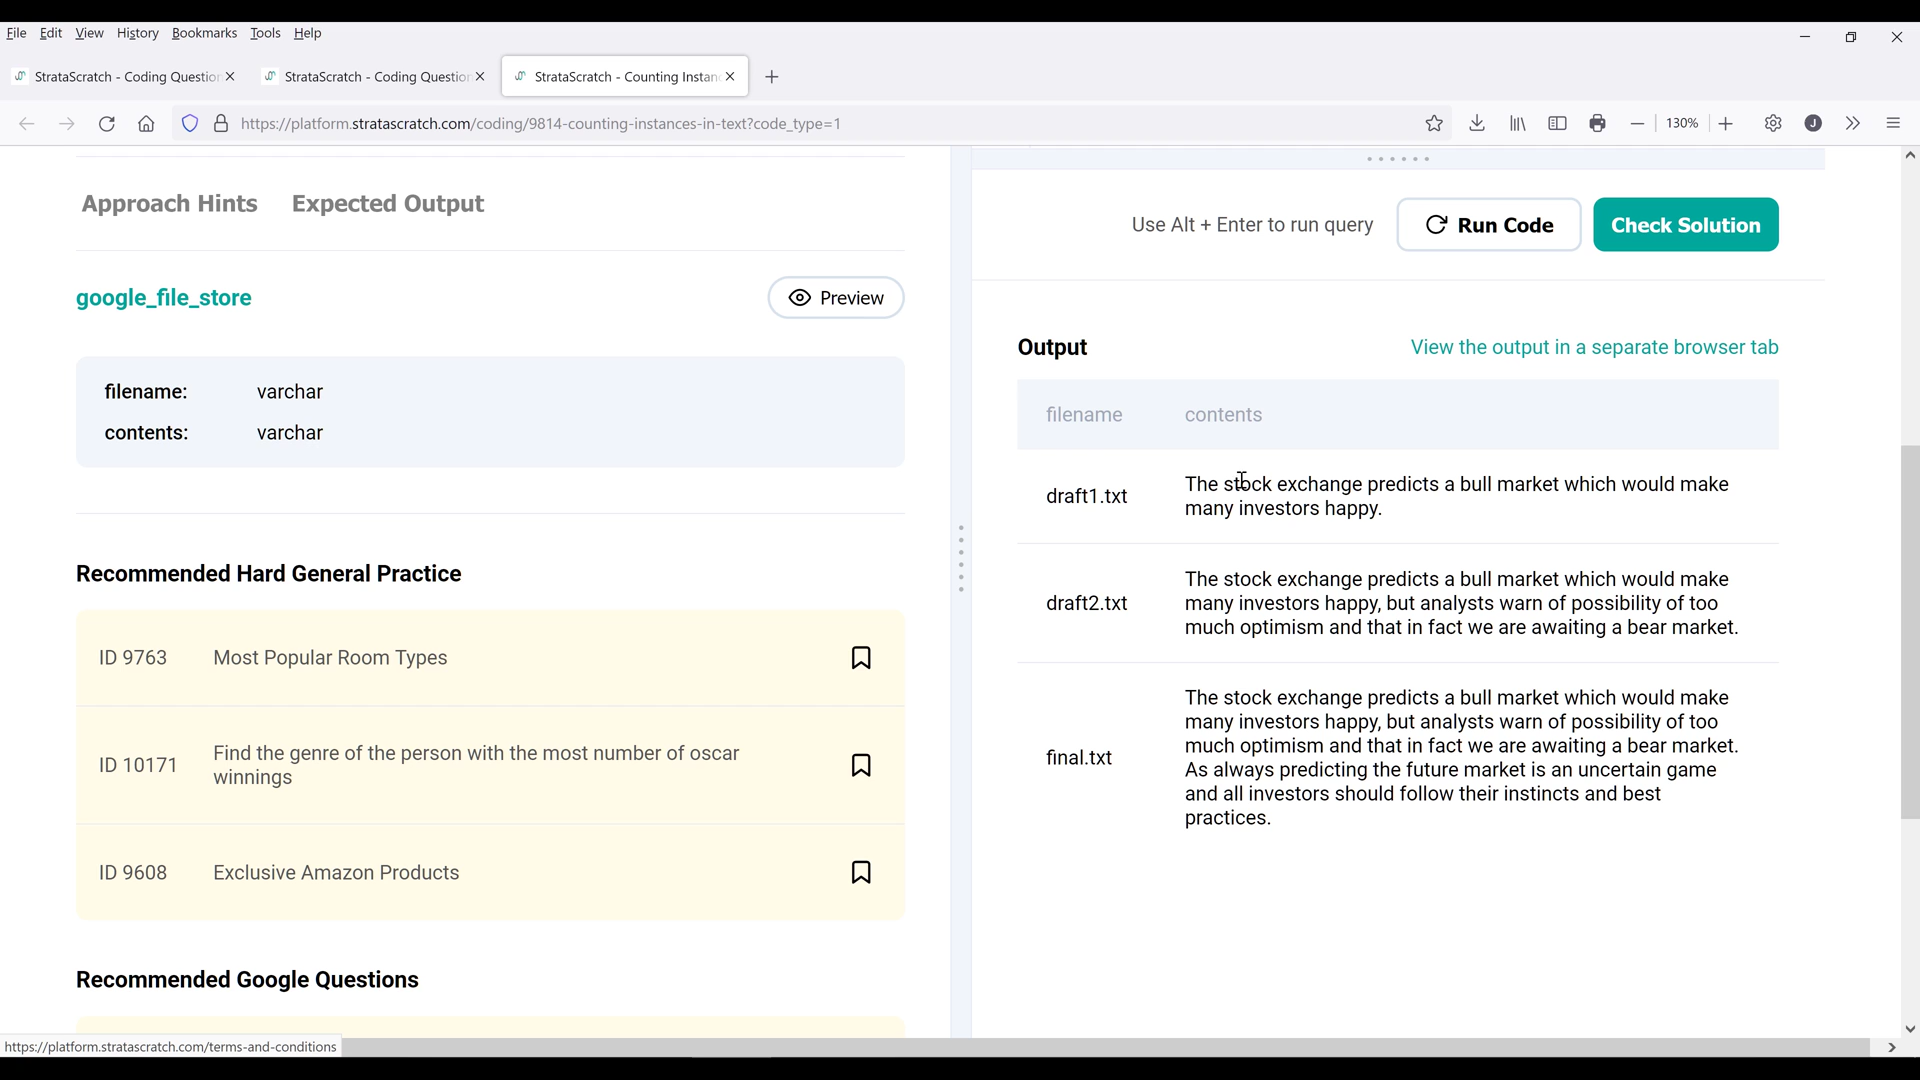 File Edit View History Bookmarks Tools Help
StrataScratch - Coding Question
StrataScratch - Coding Question
StrataScratch - Counting Instan
https://platform.stratascratch.com/coding/9814-counting-instances-in-text?code_type=1
130%
J
Approach Hints Expected Output
google_file_store
Preview
filename: varchar
contents: varchar
Recommended Hard General Practice
ID 9763 Most Popular Room Types
ID 10171 Find the genre of the person with the most number of oscar
winnings
ID 9608 Exclusive Amazon Products
Recommended Google Questions
https://platform.stratascratch.com/terms-and-conditions
Use Alt + Enter to run query
Run Code
Check Solution
Output
View the output in a separate browser tab
filename contents
draft1.txt
The stock exchange predicts a bull market which would make
many investors happy.
draft2.txt
The stock exchange predicts a bull market which would make
many investors happy, but analysts warn of possibility of too
much optimism and that in fact we are awaiting a bear market.
final.txt
The stock exchange predicts a bull market which would make
many investors happy, but analysts warn of possibility of too
much optimism and that in fact we are awaiting a bear market.
As always predicting the future market is an uncertain game
and all investors should follow their instincts and best
practices.